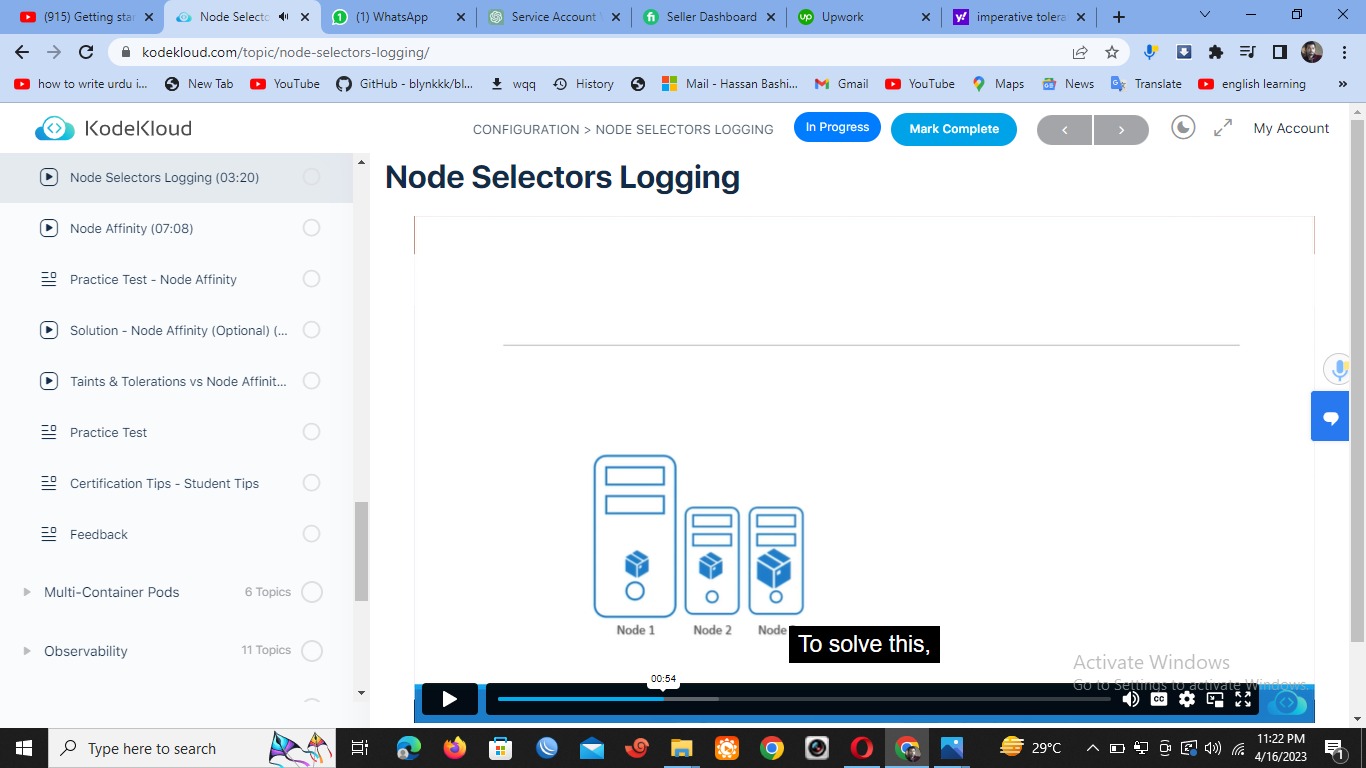 (915) Getting star
Node Selecto
(1) WhatsApp
Service Account
Seller Dashboard
Upwork
imperative tolera
kodekloud.com/topic/node-selectors-logging/
how to write urdu i...
New Tab
YouTube
GitHub - blynkkk/bl...
wqq
History
Mail - Hassan Bashi...
Gmail
YouTube
Maps
News
Translate
english learning
KodeKloud
CONFIGURATION > NODE SELECTORS LOGGING
In Progress
Mark Complete
My Account
Node Selectors Logging (03:20)
Node Affinity (07:08)
Practice Test - Node Affinity
Solution - Node Affinity (Optional) (...
Taints & Tolerations vs Node Affinit...
Practice Test
Certification Tips - Student Tips
Feedback
Multi-Container Pods 6 Topics
Observability 11 Topics
Node Selectors Logging
Node 1
Node 2
Node
To solve this,
Activate Windows
Go to Settings to activate Windows.
00:54
CC
Type here to search
29°C
11:22 PM
4/16/2023
1